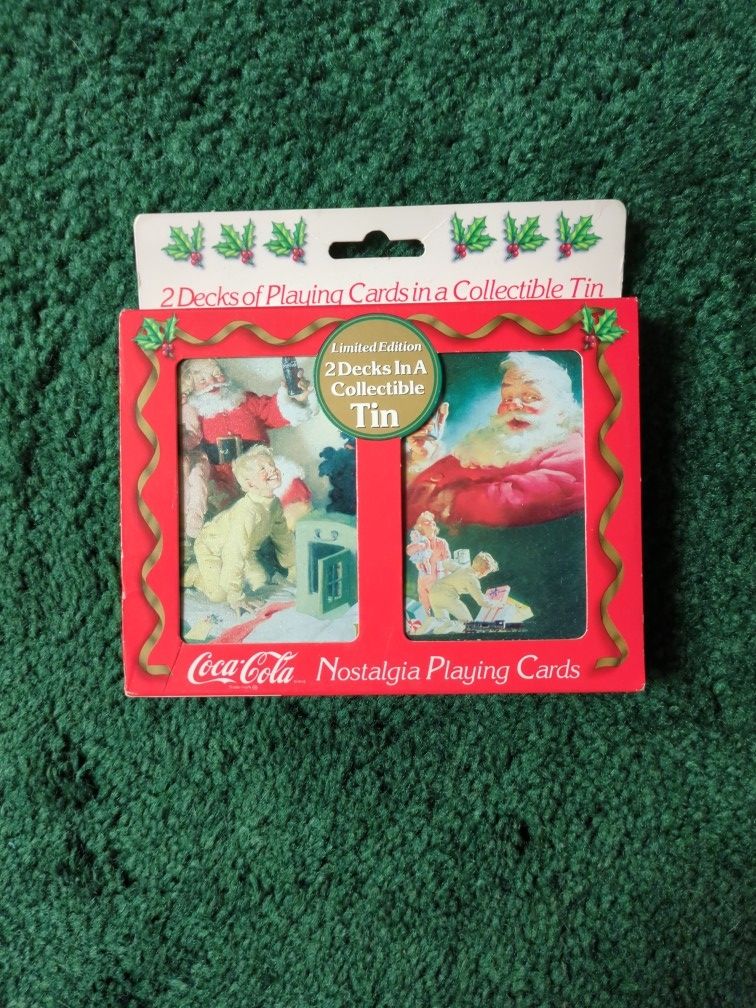 2 Decks of Playing Cards in a Collectible Tin
Limited Edition
2 Decks In A
Collectible
Tin
Coca-Cola
Nostalgia Playing Cards